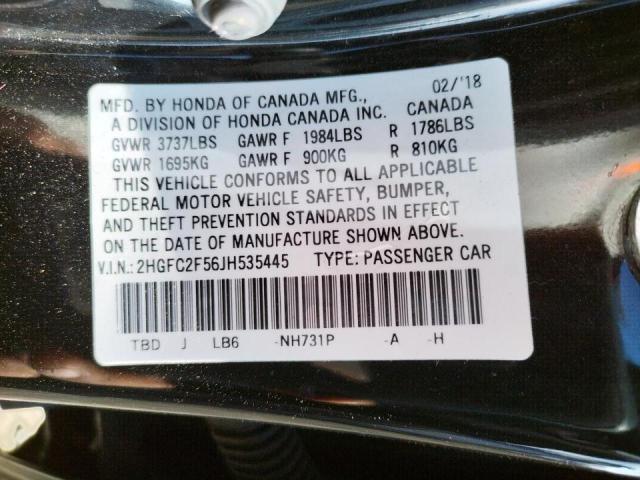 02/'18
MFD. BY HONDA OF CANADA MFG., CANADA
A DIVISION OF HONDA CANADA INC.
GVWR 3737LBS GAWR F 1984LBS R 1786LBS
GVWR 1695KG GAWR F 900KG R 810KG
THIS VEHICLE CONFORMS TO ALL APPLICABLE
FEDERAL MOTOR VEHICLE SAFETY, BUMPER,
AND THEFT PREVENTION STANDARDS IN EFFECT
ON THE DATE OF MANUFACTURE SHOWN ABOVE.
V.I.N.: 2HGFC2F56JH535445 TYPE: PASSENGER CAR
TBD J LB6 -NH731P -A -H